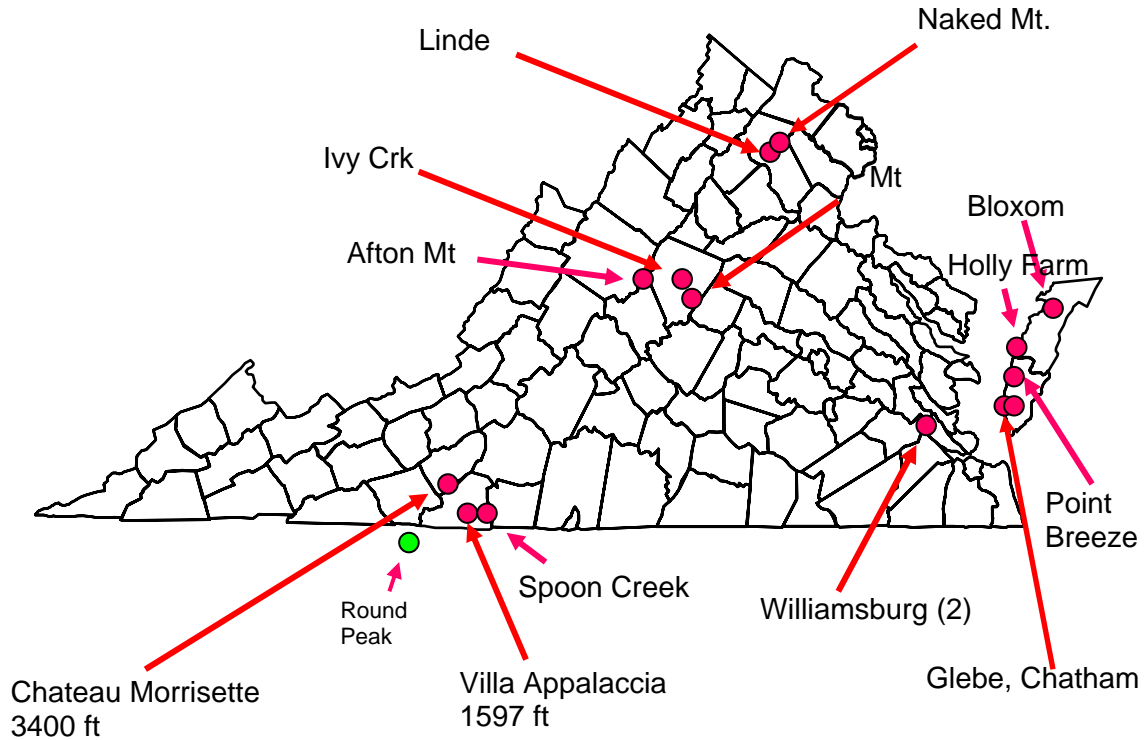 Naked Mt.
Linde
Ivy Crk
Mt
Bloxom
Afton Mt
Holly Farm
Point
Breeze
Spoon Creek
Williamsburg (2)
Round
Peak
Glebe, Chatham
Chateau Morrisette
3400 ft
Villa Appalaccia
1597 ft